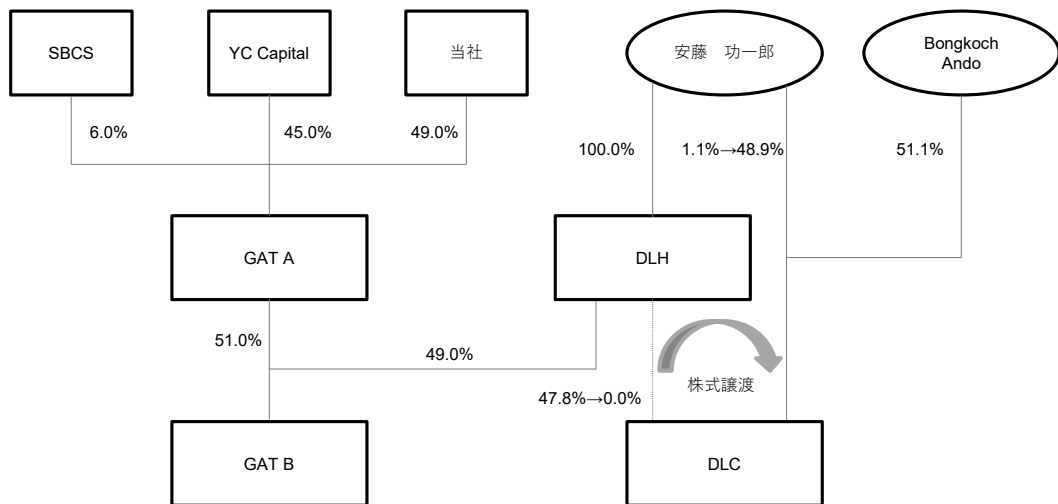 SBCS
YC Capital
当社
安藤　功一郎
Bongkoch
Ando
6.0%
45.0%
49.0%
100.0%
1.1%→48.9%
51.1%
GAT A
DLH
51.0%
49.0%
株式譲渡
47.8%→0.0%
GAT B
DLC